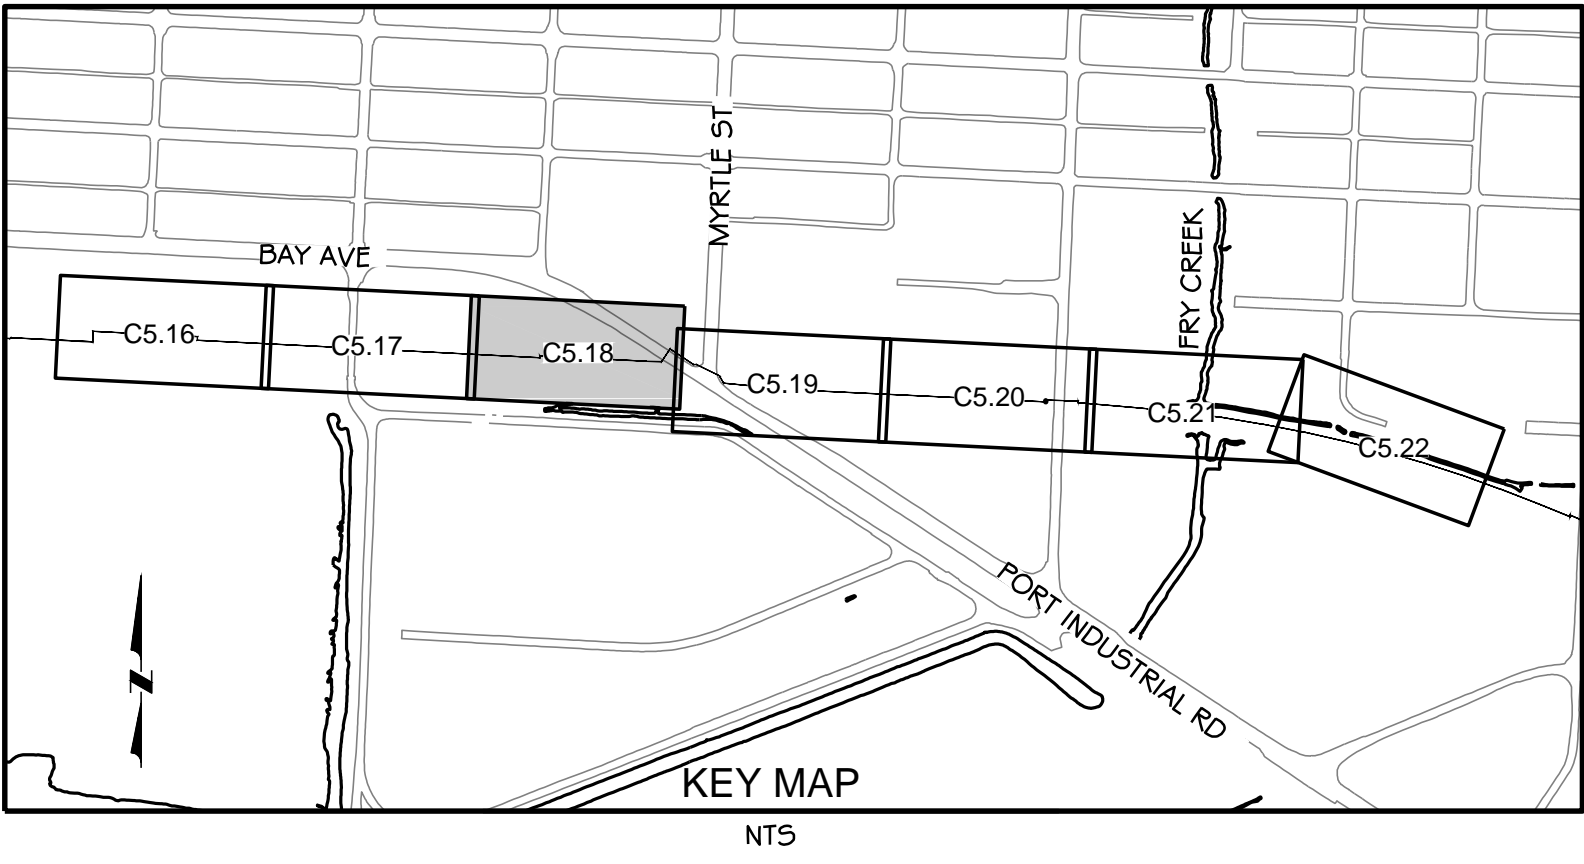 MYRTLE ST
BAY AVE
FRY CREEK
C5.16
C5.17
C5.18
C5.19
C5.20
C5.21
C5.22
PORT INDUSTRIAL RD
N
KEY MAP
NTS